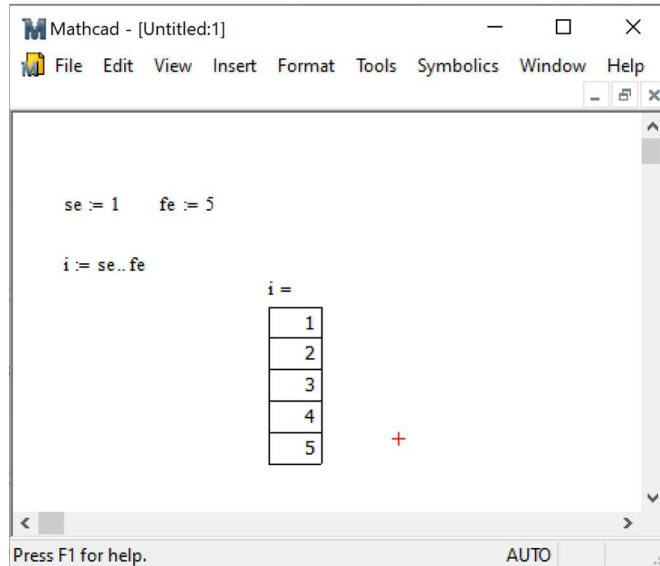 Mathcad - [Untitled:1]
File Edit View Insert Format Tools Symbolics Window Help
se := 1 fe := 5
i := se..fe
i =
1
2
3
4
5
Press F1 for help. AUTO